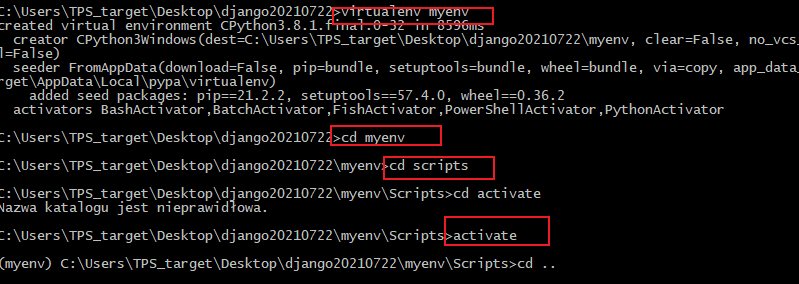 C:\Users\TPS_target\Desktop\django20210722>virtualenv myenv
created virtual environment CPython3.8.1.final.0-32 in 8596ms
creator CPython3Windows(dest=C:\Users\TPS_target\Desktop\django20210722\myenv, clear=False, no_vcs_
l=False)
seeder FromAppData(download=False, pip=bundle, setuptools=bundle, wheel=bundle, via=copy, app_data_
rget\AppData\Local\pypa\virtualenv)
added seed packages: pip==21.2.2, setuptools==57.4.0, wheel==0.36.2
activators BashActivator,BatchActivator,FishActivator,PowerShellActivator,PythonActivator
C:\Users\TPS_target\Desktop\django20210722>cd myenv
C:\Users\TPS_target\Desktop\django20210722\myenv>cd scripts
C:\Users\TPS_target\Desktop\django20210722\myenv\Scripts>cd activate
Nazwa katalogu jest nieprawidłowa.
C:\Users\TPS_target\Desktop\django20210722\myenv\Scripts>activate
(myenv) C:\Users\TPS_target\Desktop\django20210722\myenv\Scripts>cd ..